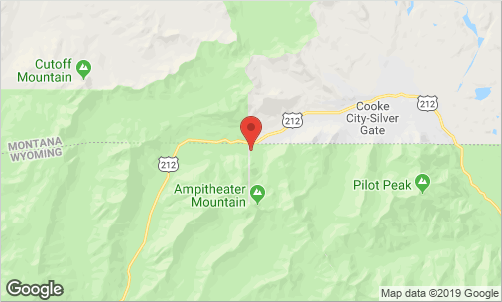 Cutoff
Mountain
212
212
Cooke
City-Silver
Gate
MONTANA
WYOMING
212
Ampitheater
Mountain
Pilot Peak
Google
Map data ©2019 Google